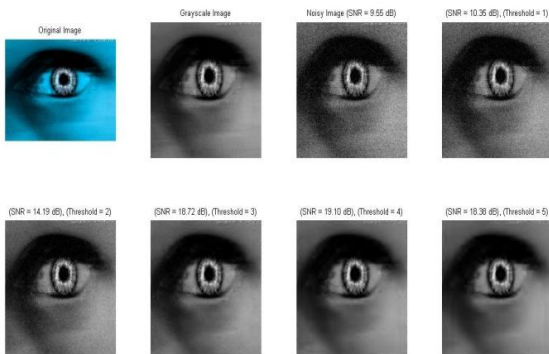 Original Image
Grayscale Image
Noisy Image (SNR = 9.55 dB)
(SNR = 10.35 dB), (Threshold = 1)
(SNR = 14.19 dB), (Threshold = 2)
(SNR = 18.72 dB), (Threshold = 3)
(SNR = 19.10 dB), (Threshold = 4)
(SNR = 18.38 dB), (Threshold = 5)